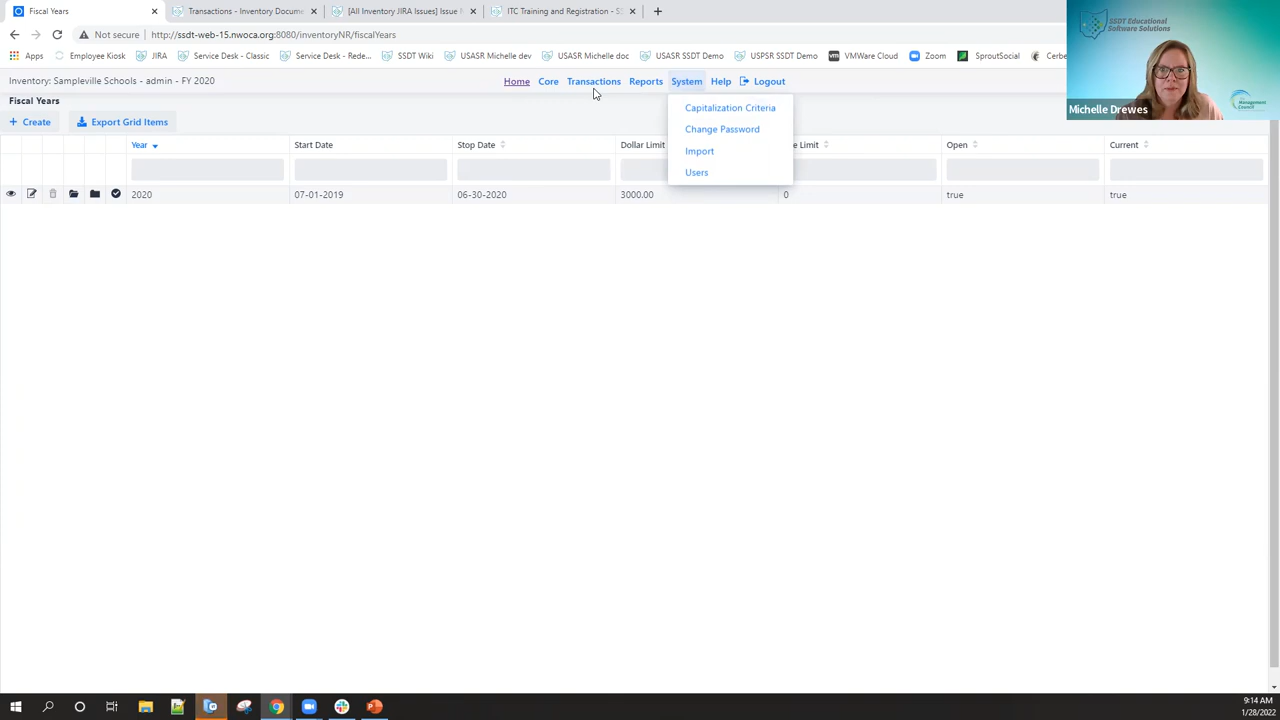 Fiscal Years
Transactions - Inventory Docume
[All Inventory JIRA Issues] Issue N
ITC Training and Registration - SS
Not secure
http://ssdt-web-15.nwoca.org:8080/inventoryNR/fiscalYears
Apps
Employee Kiosk
JIRA
Service Desk - Classic
Service Desk - Rede...
SSDT Wiki
USASR Michelle dev
USASR Michelle doc
USASR SSDT Demo
USPSR SSDT Demo
VMWare Cloud
Zoom
SproutSocial
Cerbe
Inventory: Sampleville Schools - admin - FY 2020
Home
Core
Transactions
Reports
System
Help
Logout
Fiscal Years
Create
Export Grid Items
Capitalization Criteria
Change Password
Import
Users
Year
Start Date
Stop Date
Dollar Limit
e Limit
Open
Current
2020
07-01-2019
06-30-2020
3000.00
0
true
true
SSDT Educational
Software Solutions
Management
Council
Michelle Drewes
9:14 AM
1/28/2022